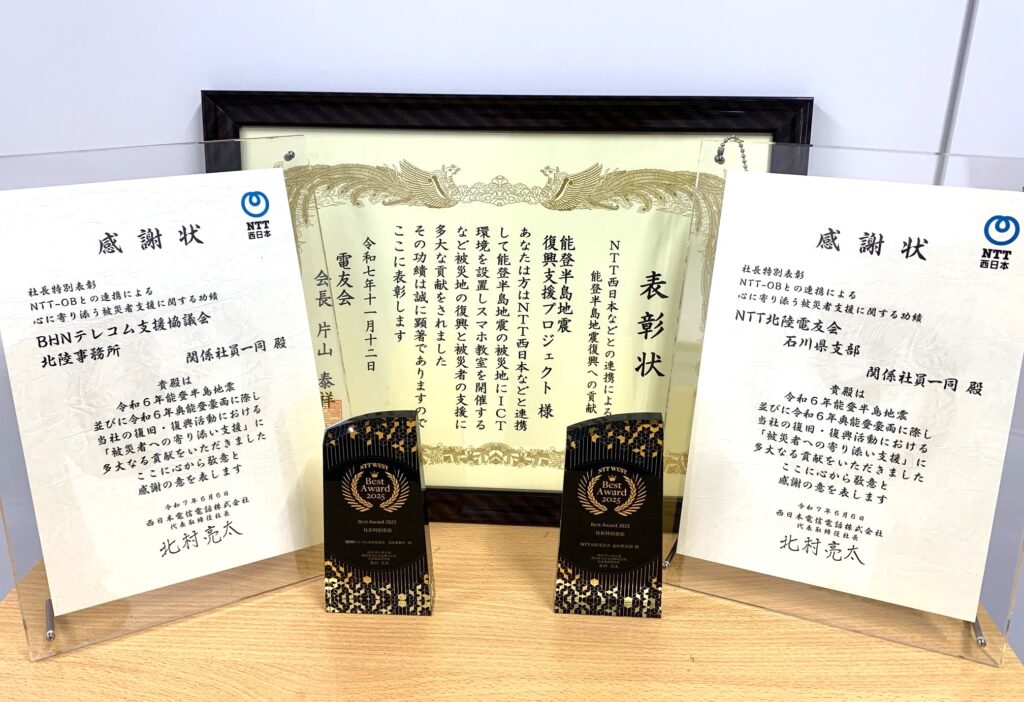 NTT
西日本
感謝状
社長特別表彰
NTT-OBとの連携による
心に寄り添う被災者支援に関する功績
BHNテレコム支援協議会
北陸事務所
関係社員一同 殿
貴殿は
令和6年能登半島地震
並びに令和6年奥能登豪雨に際し
当社の復旧・復興活動における
「被災者への寄り添い支援」に
多大なる貢献をいただきました
ここに心から敬意と
感謝の意を表します
令和7年6月6日
西日本電信電話株式会社
代表取締役社長
北村亮太
表彰状
NTT西日本などとの連携による
能登半島地震復興への貢献
能登半島地震
復興支援プロジェクト 様
あなた方はNTT西日本などと連携
して能登半島地震の被災地にICT
環境を設置しスマホ教室を開催する
など被災地の復興と被災者の支援に
多大な貢献をされました
その功績は誠に顕著でありますので
ここに表彰します
令和七年十一月十二日
電友会
会長 片山 泰祥
NTT
西日本
感謝状
社長特別表彰
NTT-OBとの連携による
心に寄り添う被災者支援に関する功績
NTT北陸電友会
石川県支部
関係社員一同 殿
貴殿は
令和6年能登半島地震
並びに令和6年奥能登豪雨に際し
当社の復旧・復興活動における
「被災者への寄り添い支援」に
多大なる貢献をいただきました
ここに心から敬意と
感謝の意を表します
令和7年6月6日
西日本電信電話株式会社
代表取締役社長
北村亮太
NTT WEST
Best
Award
2025
Best Award 2025
社長特別表彰
NTT WEST
Best
Award
2025
Best Award 2025
社長特別表彰